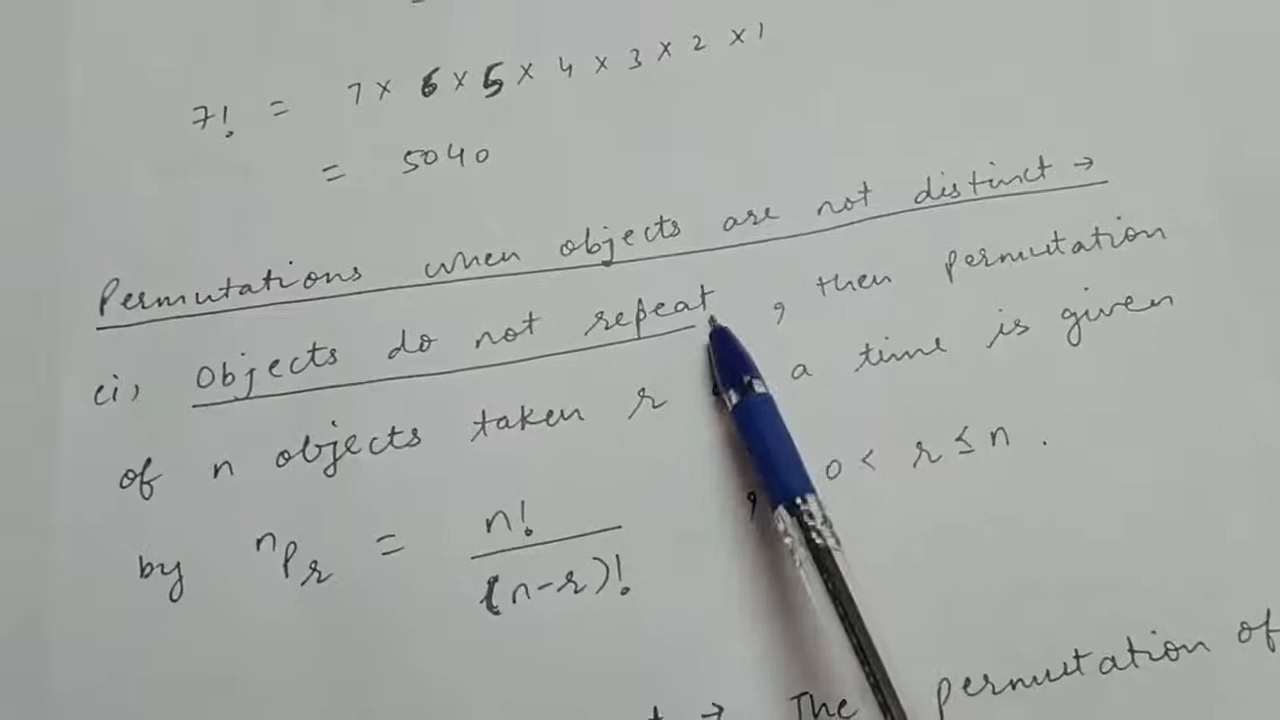 7! = 7 × 6 × 5 × 4 × 3 × 2 × 1
= 5040
Permutations when objects are not distinct →
(i) Objects do not repeat, then permutation
of n objects taken r a time is given
by ⁿPᵣ = n! / (n-r)! , 0 < r ≤ n .
→ The permutation of